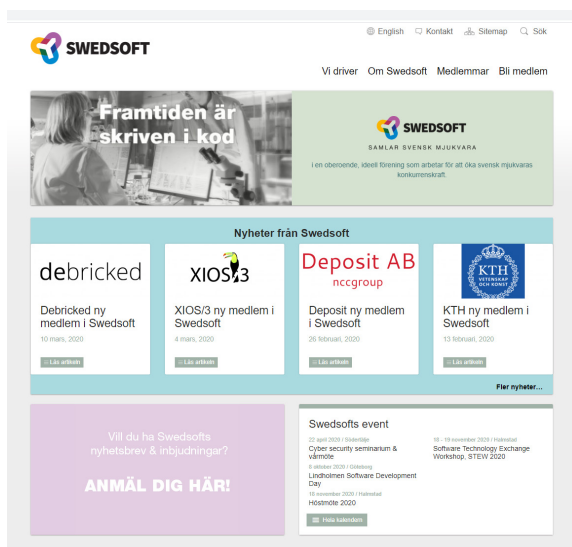 English Kontakt Sitemap Sök
SWEDSOFT
Vi driver Om Swedsoft Medlemmar Bli medlem
Framtiden är
skriven i kod
SWEDSOFT
SAMLAR SVENSK MJUKVARA
i en oberoende, ideell förening som arbetar för att öka svensk mjukvaras
konkurrenskraft.
Nyheter från Swedsoft
debricked
Debricked ny
medlem i Swedsoft
10 mars, 2020
Läs artikeln
XIOS/3
XIOS/3 ny medlem i
Swedsoft
4 mars, 2020
Läs artikeln
Deposit AB
nccgroup
Deposit ny medlem
i Swedsoft
26 februari, 2020
Läs artikeln
KTH
VETENSKAP
OCH KONST
KTH ny medlem i
Swedsoft
13 februari, 2020
Läs artikeln
Fler nyheter...
Vill du ha Swedsofts
nyhetsbrev & inbjudningar?
ANMÄL DIG HÄR!
Swedsofts event
22 april 2020 / Södertälje
Cyber security seminarium &
vårmöte
8 oktober 2020 / Göteborg
Lindholmen Software Development
Day
18 november 2020 / Halmstad
Höstmöte 2020
18 - 19 november 2020 / Halmstad
Software Technology Exchange
Workshop, STEW 2020
Hela kalendern